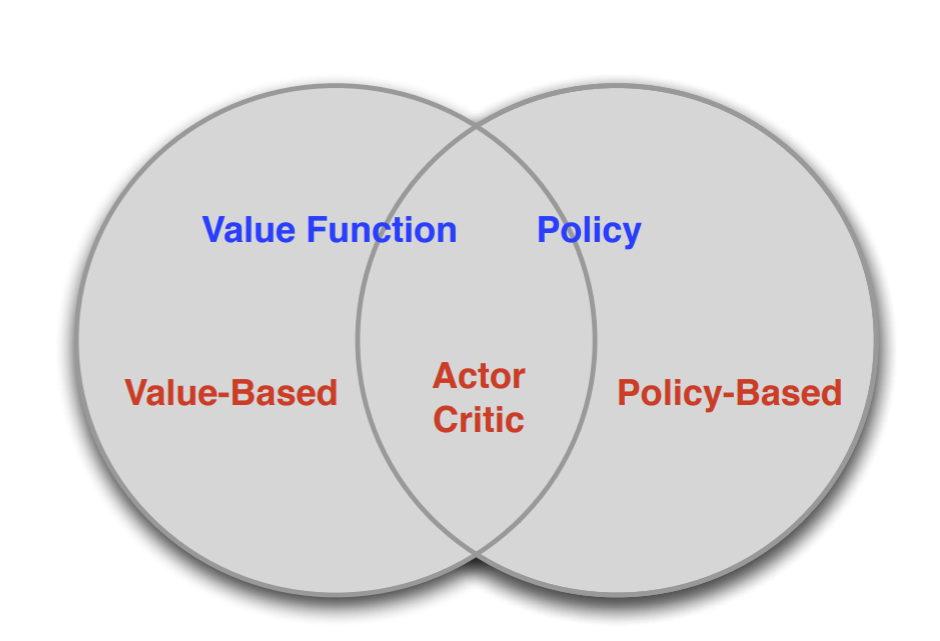 Value Function
Policy
Value-Based
Actor
Critic
Policy-Based